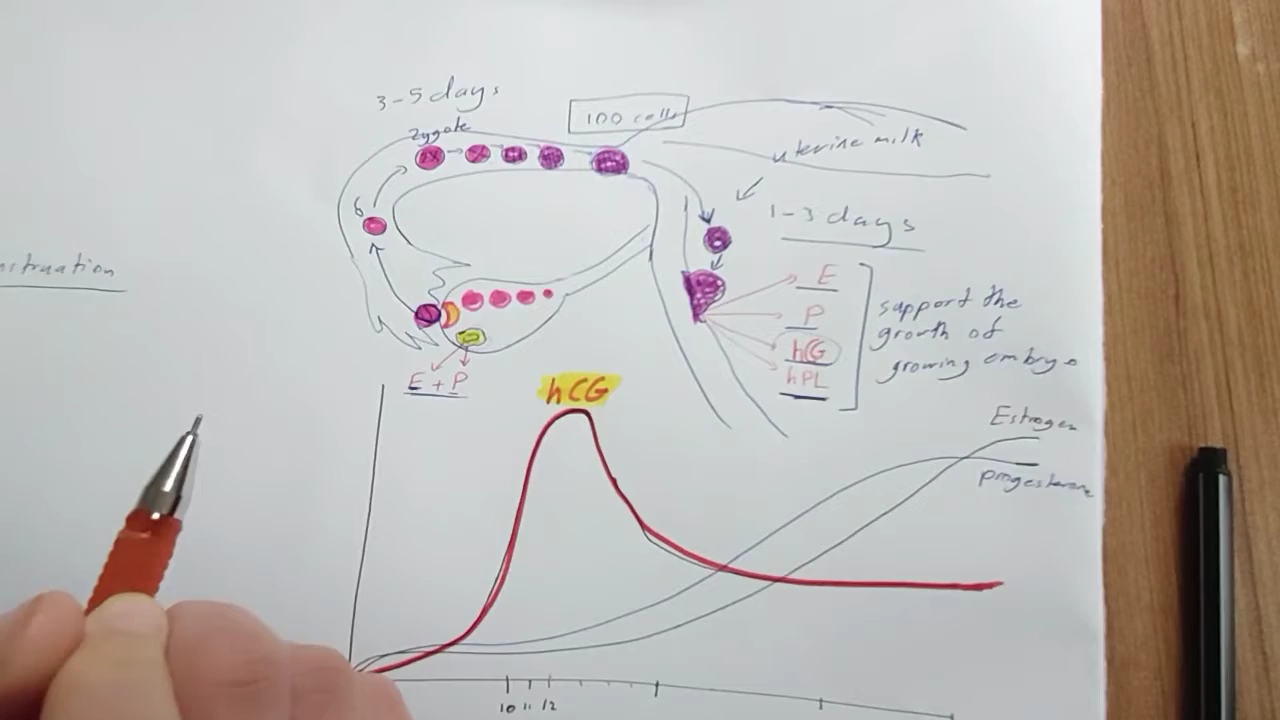 3-5 days
100 cells
zygote
uterine milk
1-3 days
nstruation
E
P
hCG
hPL
support the
growth of
growing embryo
E + P
hCG
Estrogen
progesterone
10 11 12